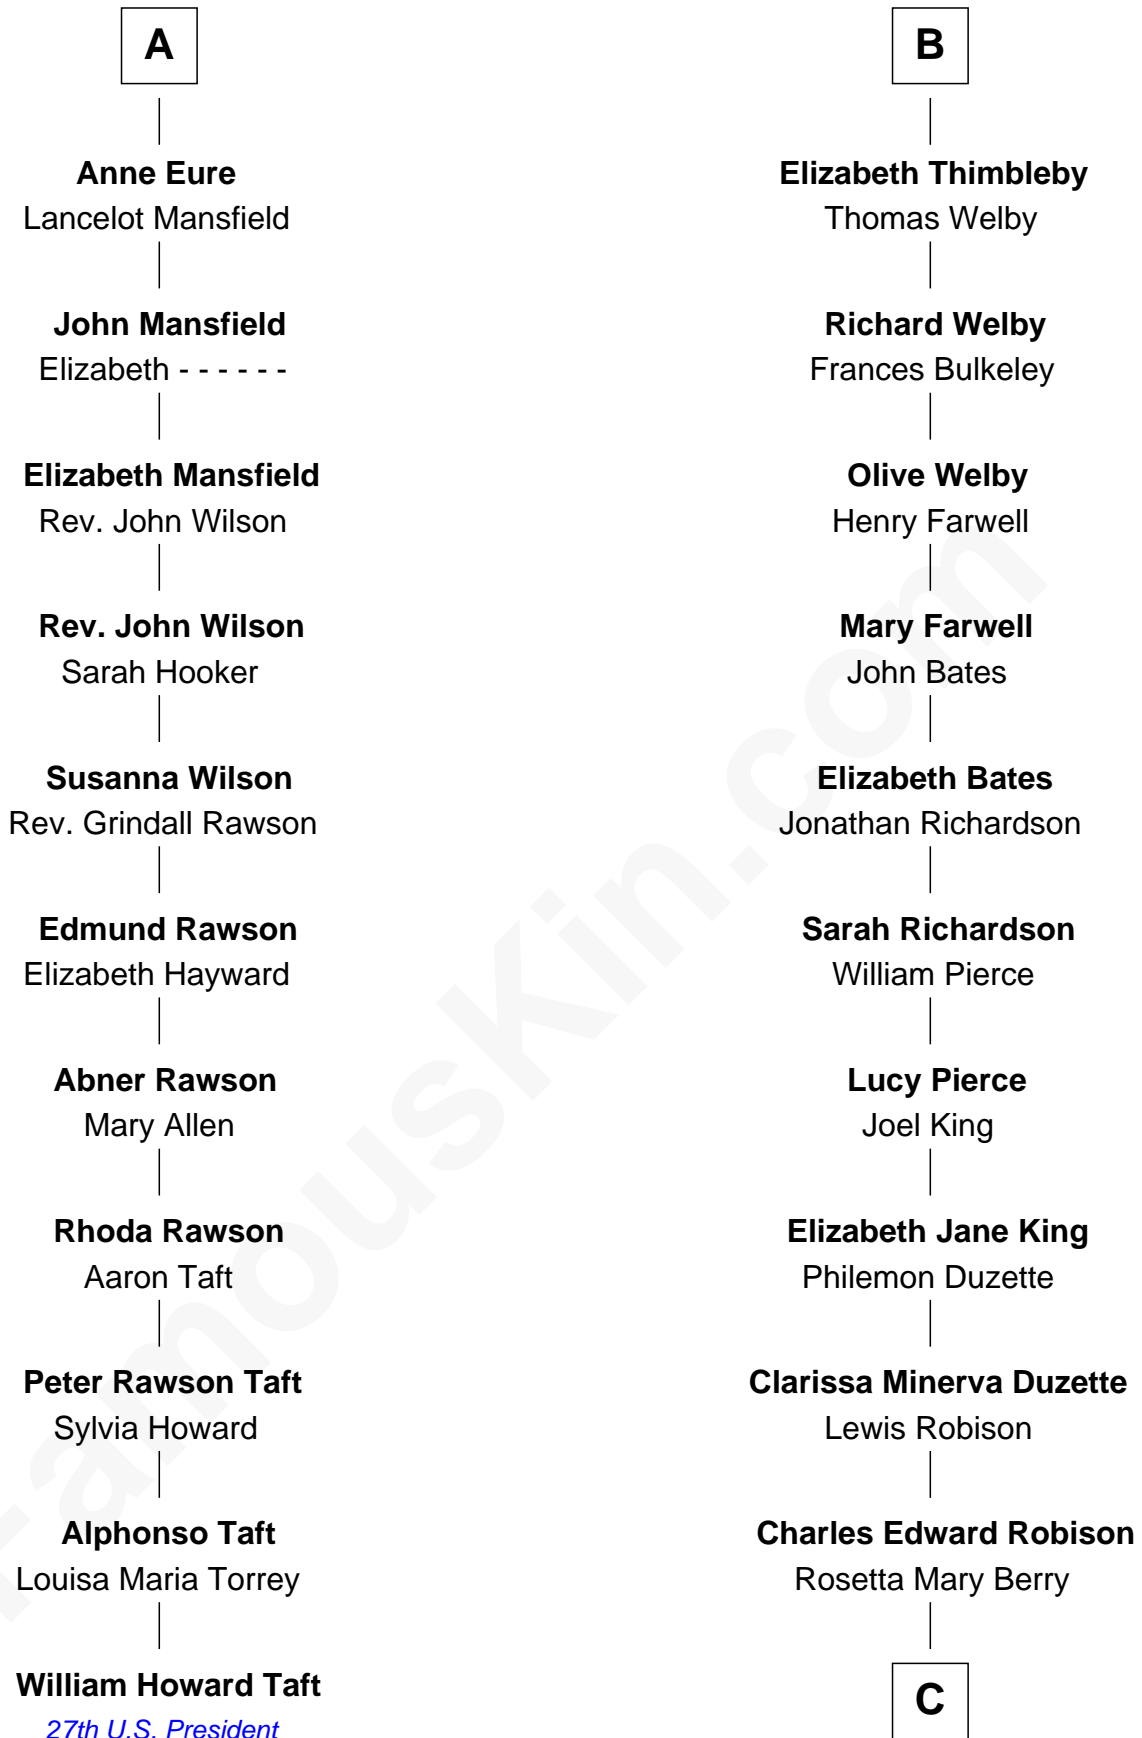 A
Anne Eure
Lancelot Mansfield
John Mansfield
Elizabeth - - - - - -
Elizabeth Mansfield
Rev. John Wilson
Rev. John Wilson
Sarah Hooker
Susanna Wilson
Rev. Grindall Rawson
Edmund Rawson
Elizabeth Hayward
Abner Rawson
Mary Allen
Rhoda Rawson
Aaron Taft
Peter Rawson Taft
Sylvia Howard
Alphonso Taft
Louisa Maria Torrey
William Howard Taft
27th U.S. President
B
Elizabeth Thimbleby
Thomas Welby
Richard Welby
Frances Bulkeley
Olive Welby
Henry Farwell
Mary Farwell
John Bates
Elizabeth Bates
Jonathan Richardson
Sarah Richardson
William Pierce
Lucy Pierce
Joel King
Elizabeth Jane King
Philemon Duzette
Clarissa Minerva Duzette
Lewis Robison
Charles Edward Robison
Rosetta Mary Berry
C
FamousKin.com